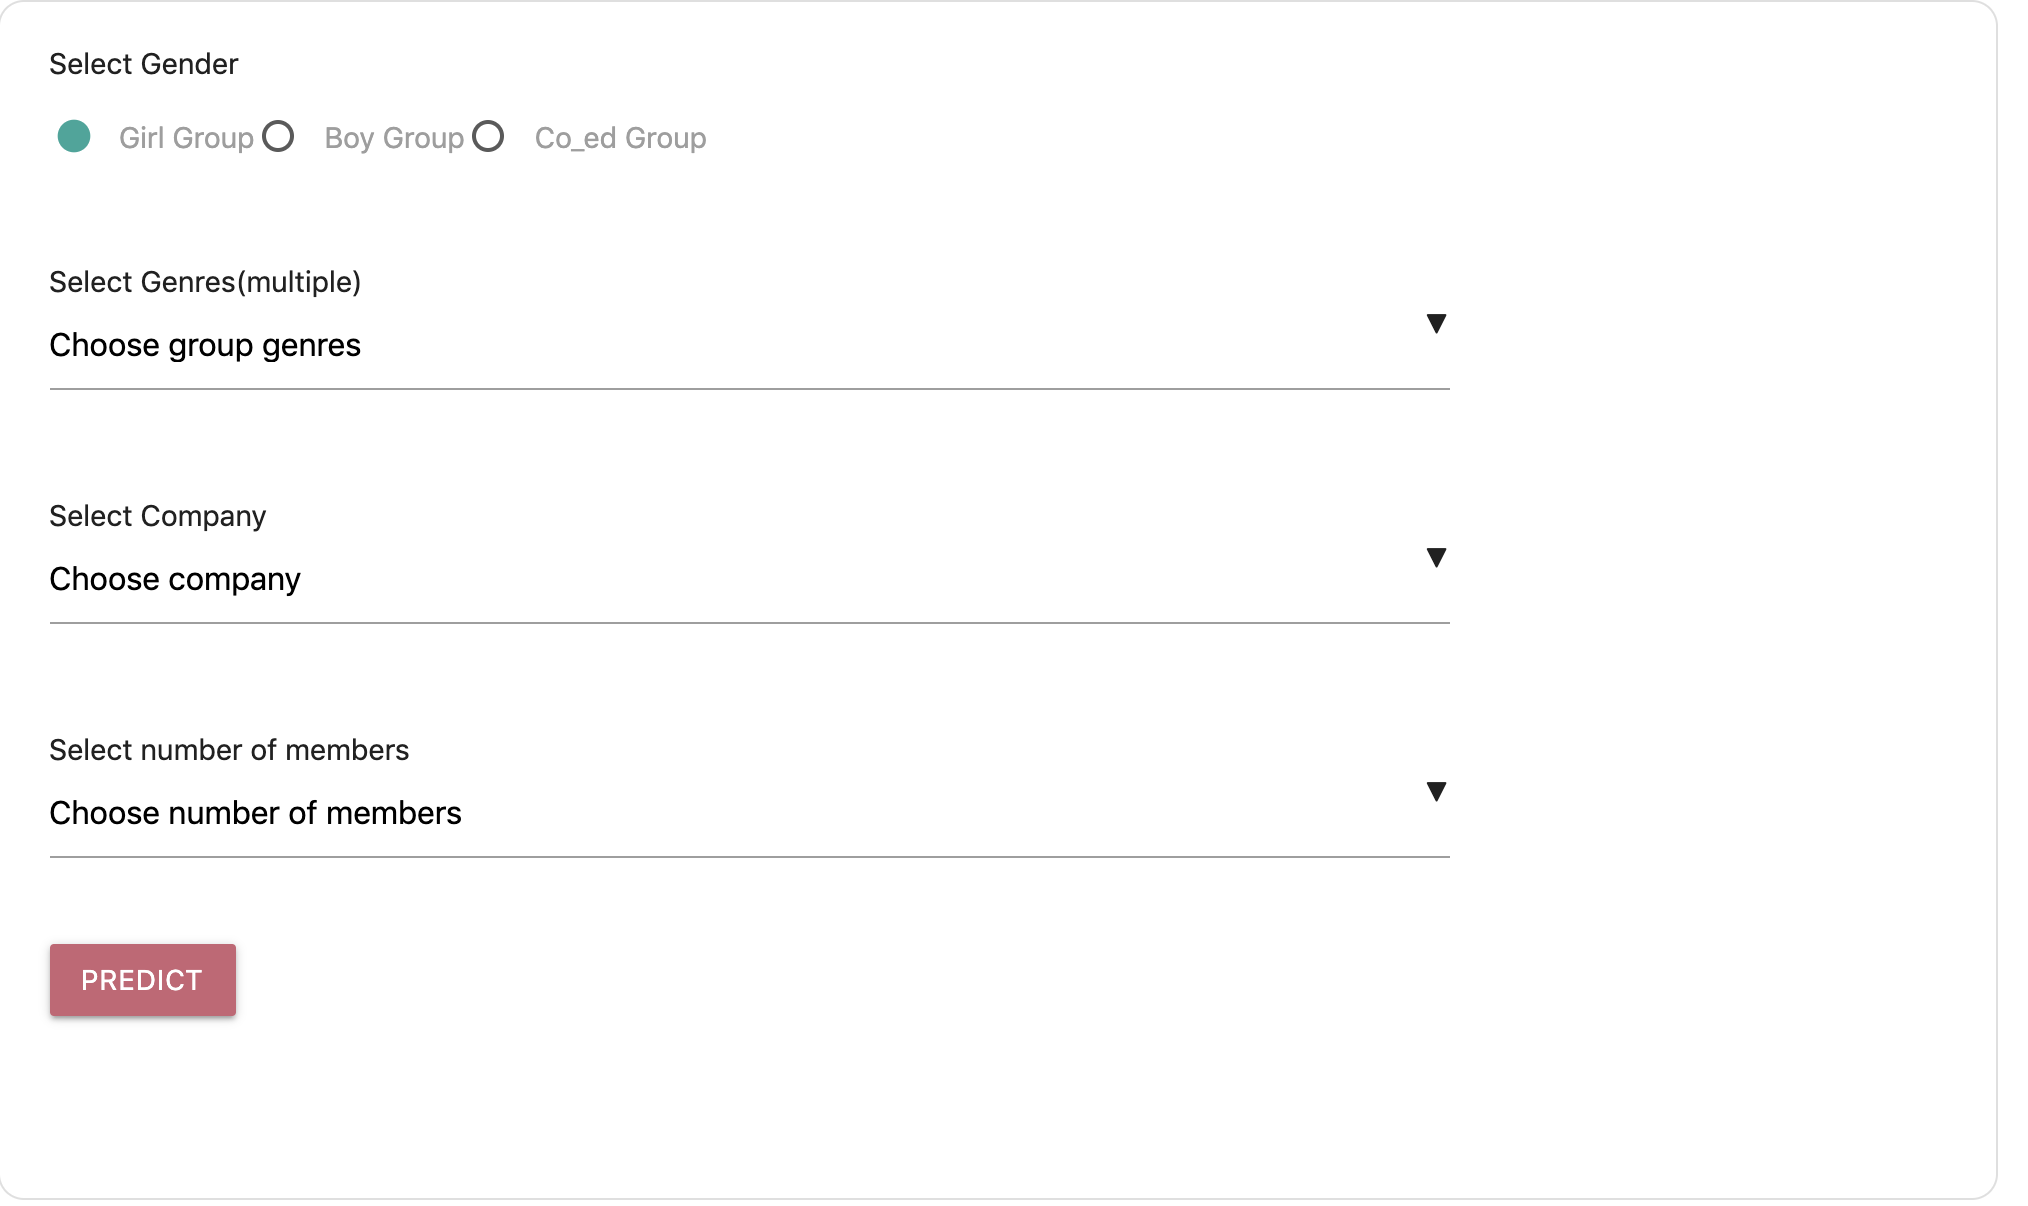 Select Gender
Girl Group Boy Group Co_ed Group
Select Genres(multiple)
Choose group genres
Select Company
Choose company
Select number of members
Choose number of members
PREDICT